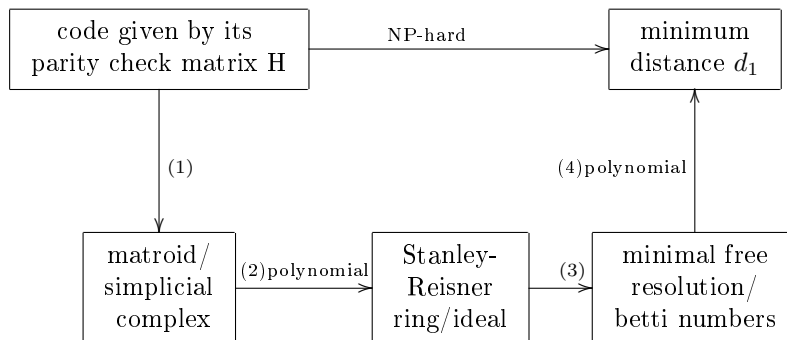 code given by its
parity check matrix H
NP-hard
minimum
distance d₁
(1)
(4)polynomial
matroid/
simplicial
complex
(2)polynomial
Stanley-
Reisner
ring/ideal
(3)
minimal free
resolution/
betti numbers